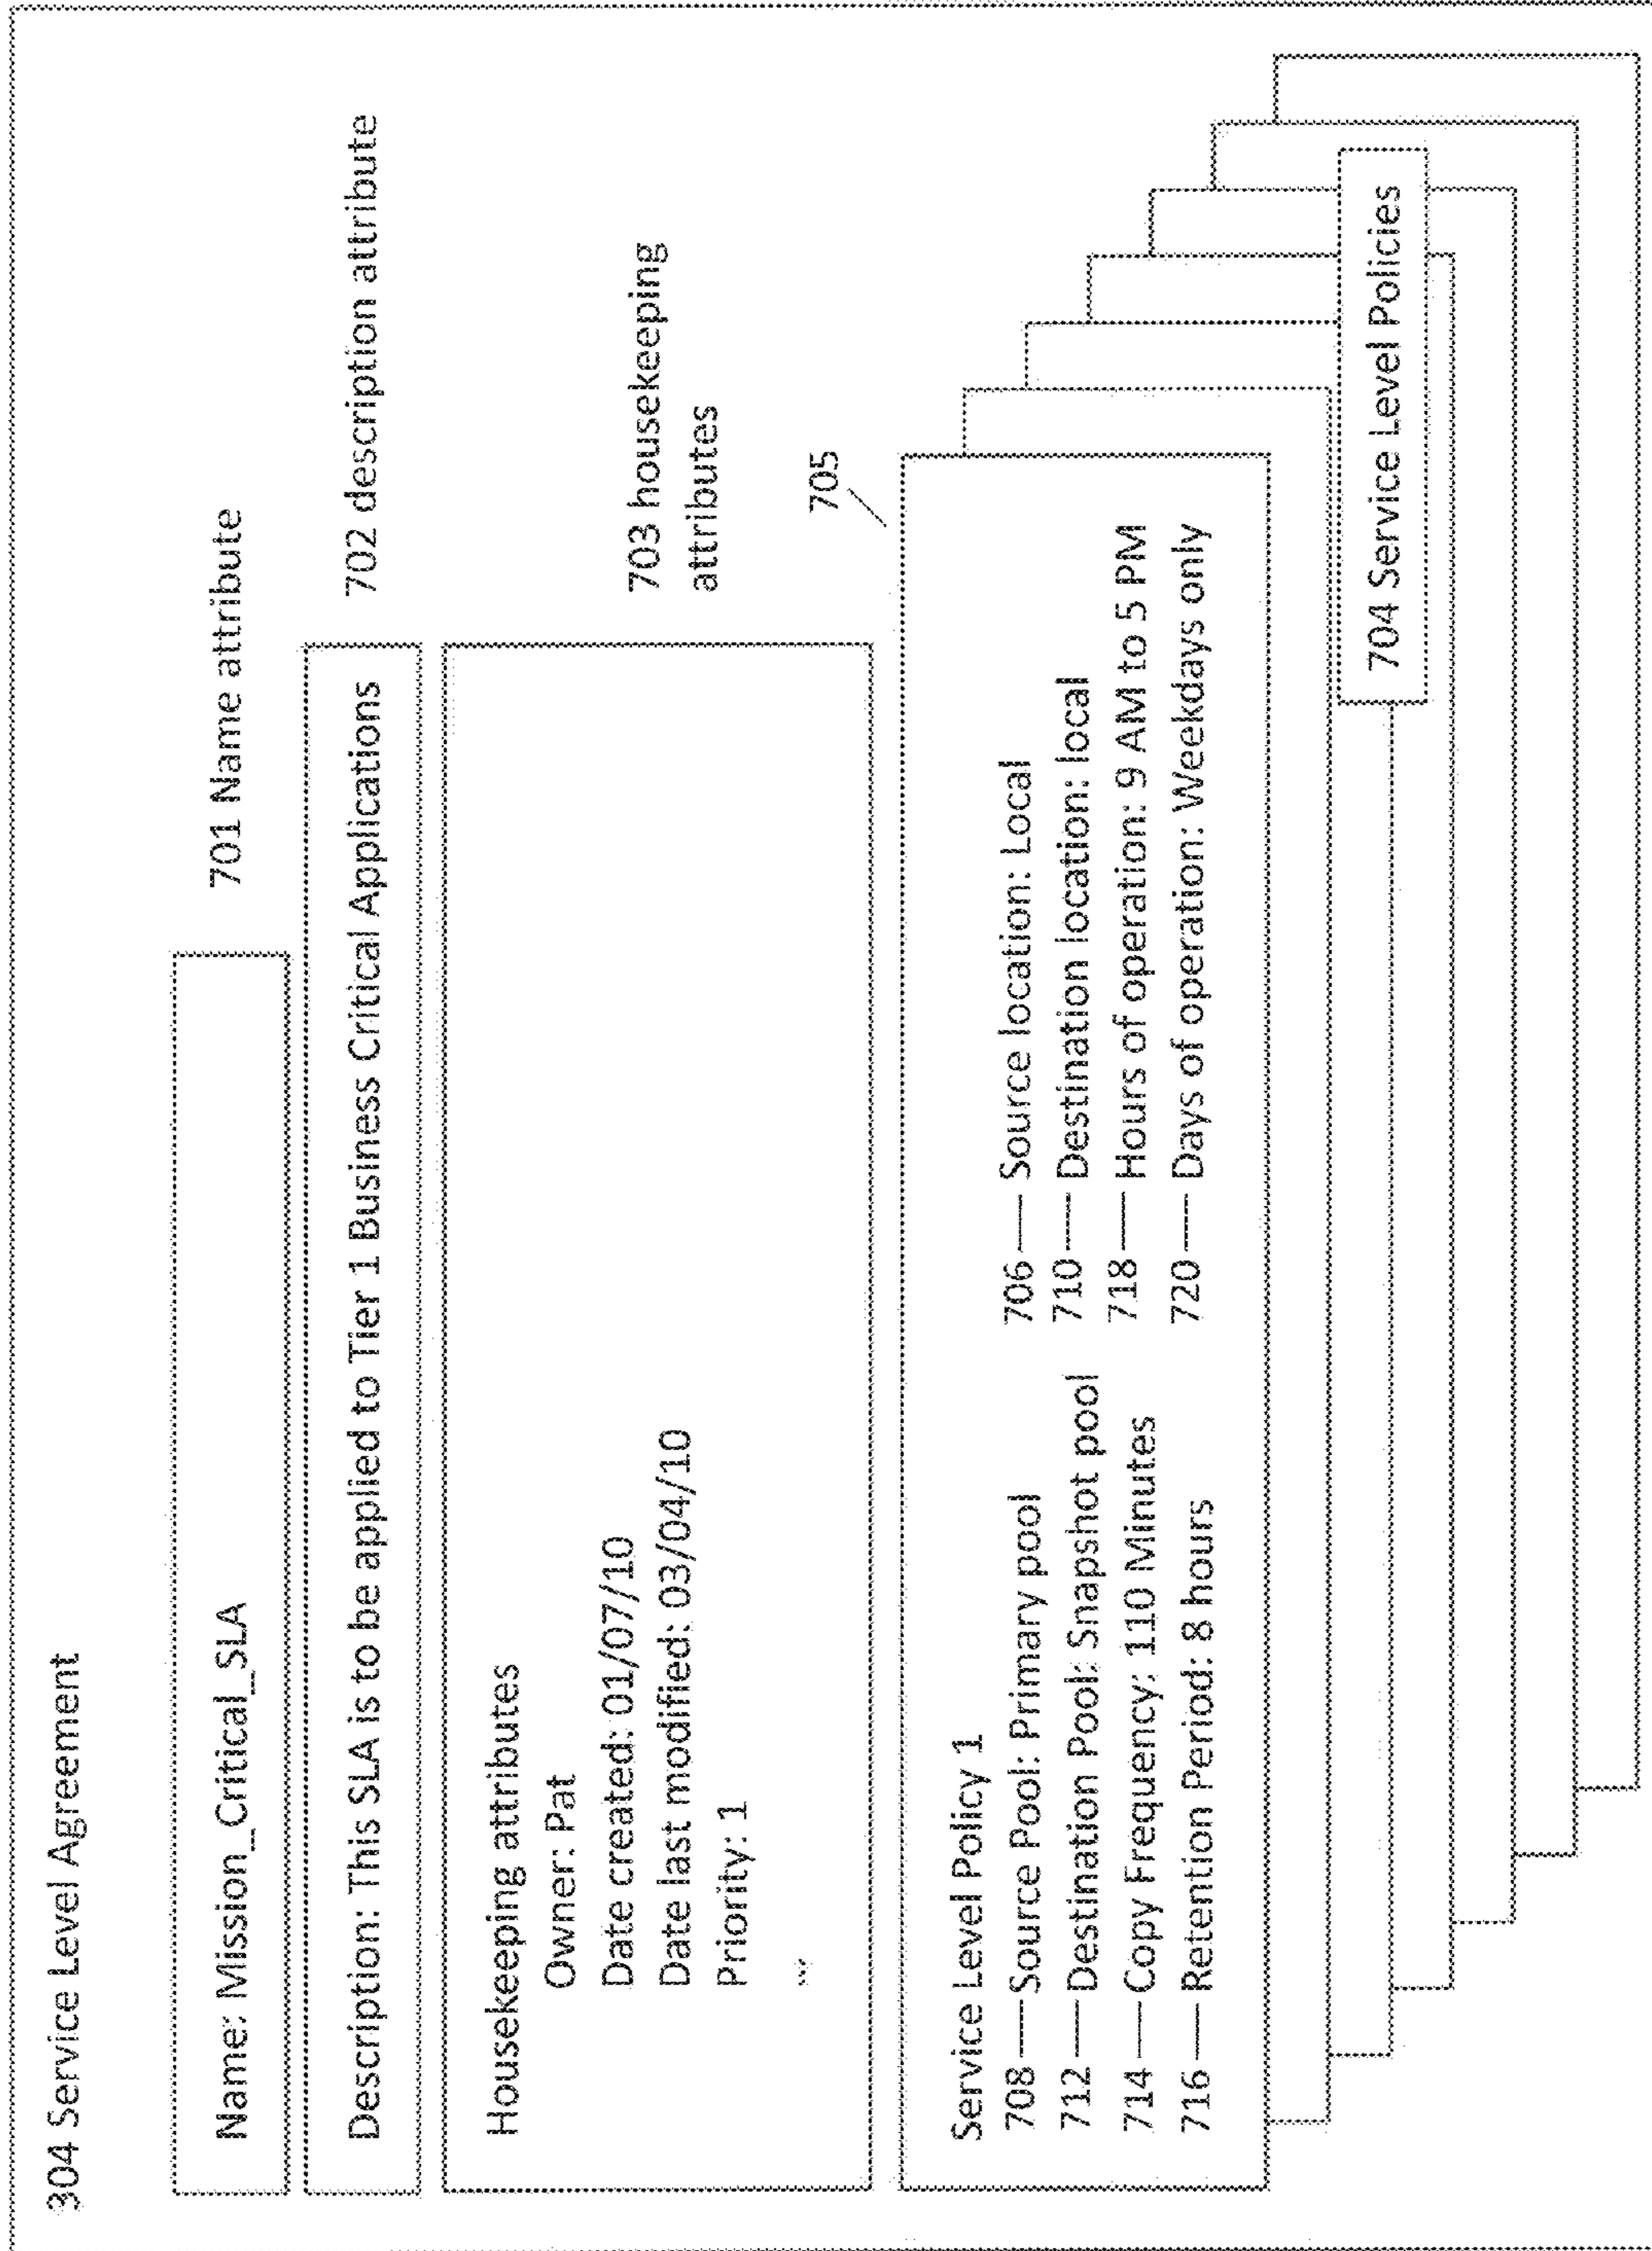 304 Service Level Agreement
Name: Mission_Critical_SLA
701 Name attribute
Description: This SLA is to be applied to Tier 1 Business Critical Applications
702 description attribute
Housekeeping attributes
Owner: Pat
Date created: 01/07/10
Date last modified: 03/04/10
Priority: 1
...
703 housekeeping
attributes
705
Service Level Policy 1
708 Source Pool: Primary pool
712 Destination Pool: Snapshot pool
714 Copy Frequency: 110 Minutes
716 Retention Period: 8 hours
706 Source location: Local
710 Destination location: local
718 Hours of operation: 9 AM to 5 PM
720 Days of operation: Weekdays only
704 Service Level Policies